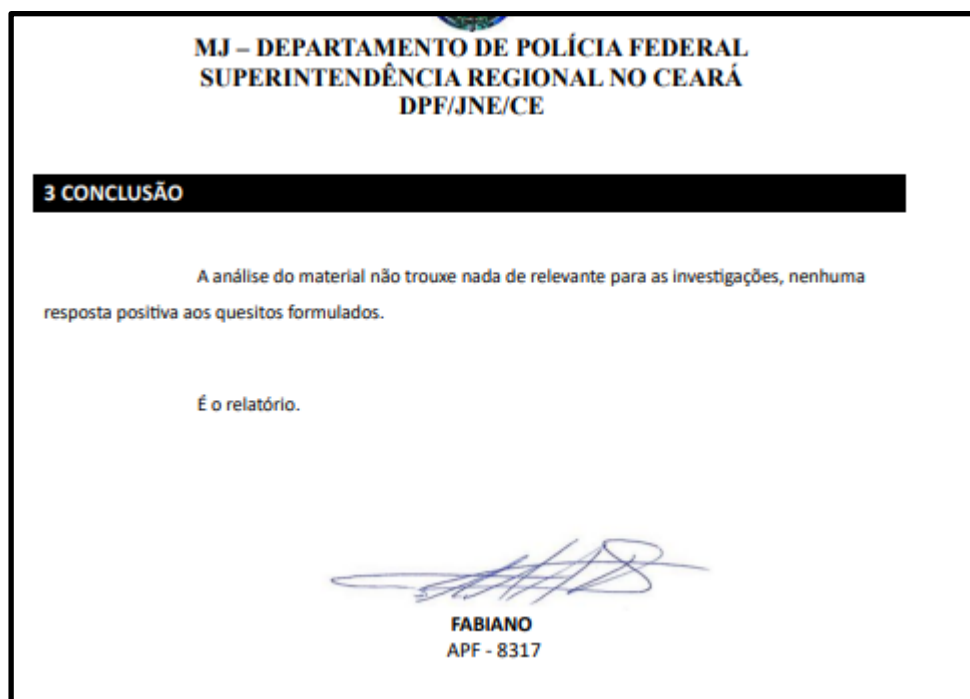 MJ – DEPARTAMENTO DE POLÍCIA FEDERAL
SUPERINTENDÊNCIA REGIONAL NO CEARÁ
DPF/JNE/CE
3 CONCLUSÃO
A análise do material não trouxe nada de relevante para as investigações, nenhuma
resposta positiva aos quesitos formulados.
É o relatório.
FABIANO
APF - 8317